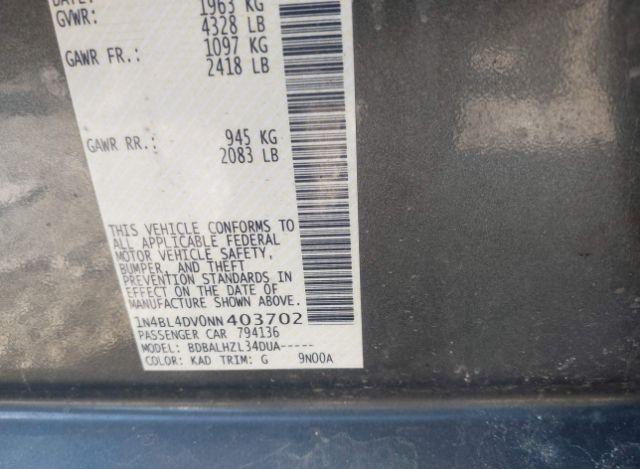 GVWR: 1963 KG
4328 LB
GAWR FR.: 1097 KG
2418 LB
GAWR RR.: 945 KG
2083 LB
THIS VEHICLE CONFORMS TO
ALL APPLICABLE FEDERAL
MOTOR VEHICLE SAFETY,
BUMPER, AND THEFT
PREVENTION STANDARDS IN
EFFECT ON THE DATE OF
MANUFACTURE SHOWN ABOVE.
1N4BL4DV0NN403702
PASSENGER CAR 794136
MODEL: BDBALHZL34DUA-----
COLOR: KAD TRIM: G 9N00A